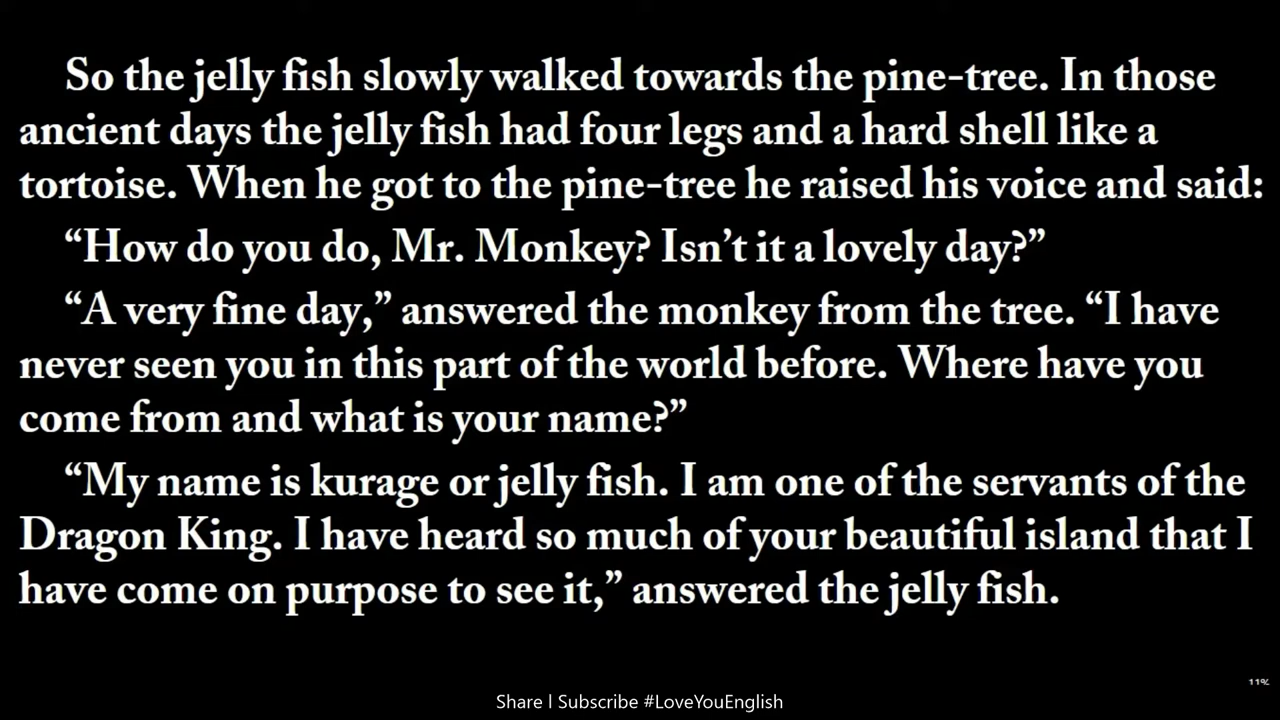 So the jelly fish slowly walked towards the pine-tree. In those
ancient days the jelly fish had four legs and a hard shell like a
tortoise. When he got to the pine-tree he raised his voice and said:
“How do you do, Mr. Monkey? Isn’t it a lovely day?”
“A very fine day,” answered the monkey from the tree. “I have
never seen you in this part of the world before. Where have you
come from and what is your name?”
“My name is kurage or jelly fish. I am one of the servants of the
Dragon King. I have heard so much of your beautiful island that I
have come on purpose to see it,” answered the jelly fish.
11%
Share | Subscribe #LoveYouEnglish